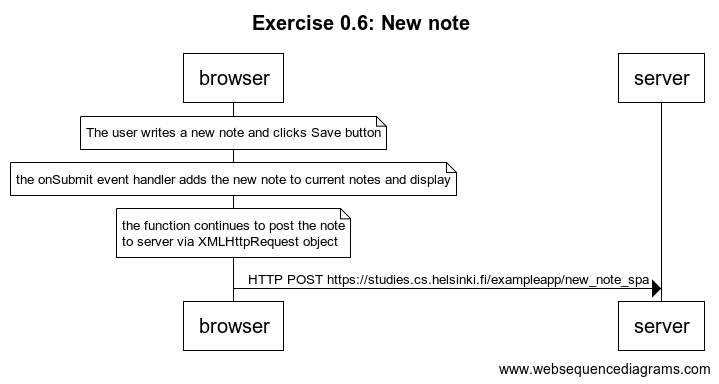 Exercise 0.6: New note
browser
server
The user writes a new note and clicks Save button
the onSubmit event handler adds the new note to current notes and display
the function continues to post the note
to server via XMLHttpRequest object
HTTP POST https://studies.cs.helsinki.fi/exampleapp/new_note_spa
browser
server
www.websequencediagrams.com